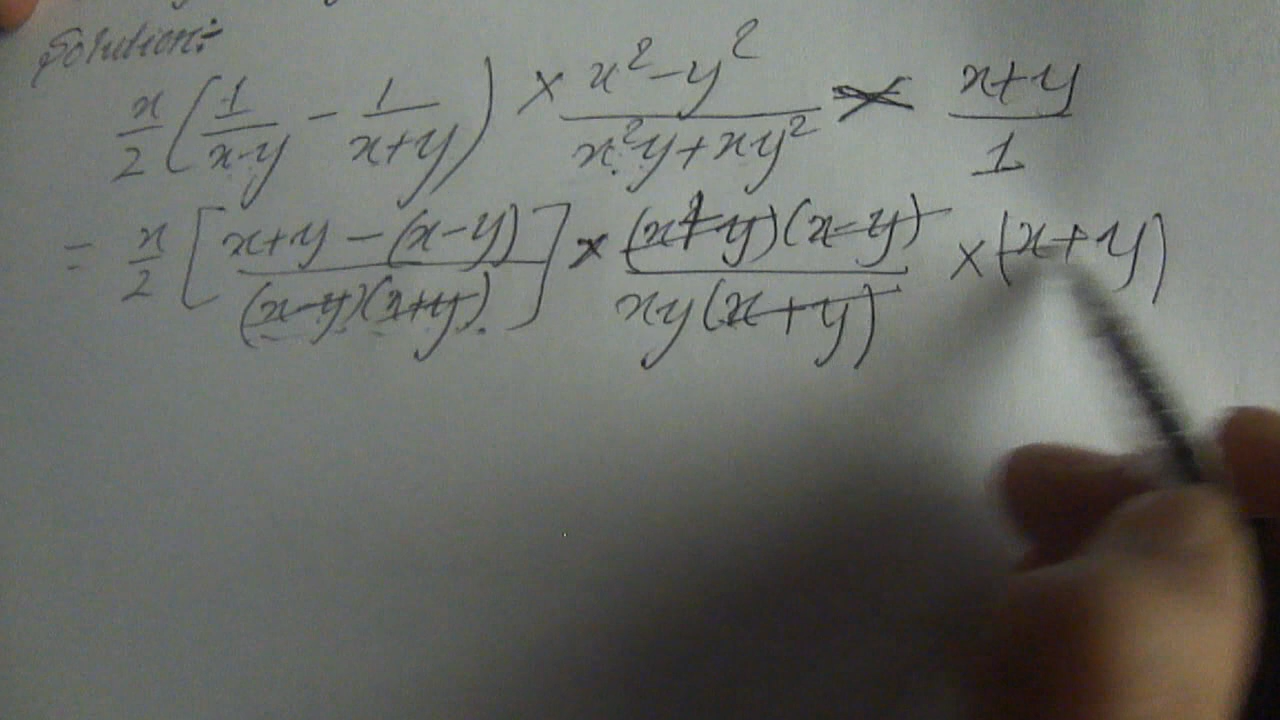 Solution:-
x/2 (1/(x-y) - 1/(x+y)) × (x²-y²)/(x²y+xy²) × (x+y)/1
= x/2 [(x+y-(x-y))/((x-y)(x+y))] × ((x+y)(x-y))/(xy(x+y)) × (x+y)